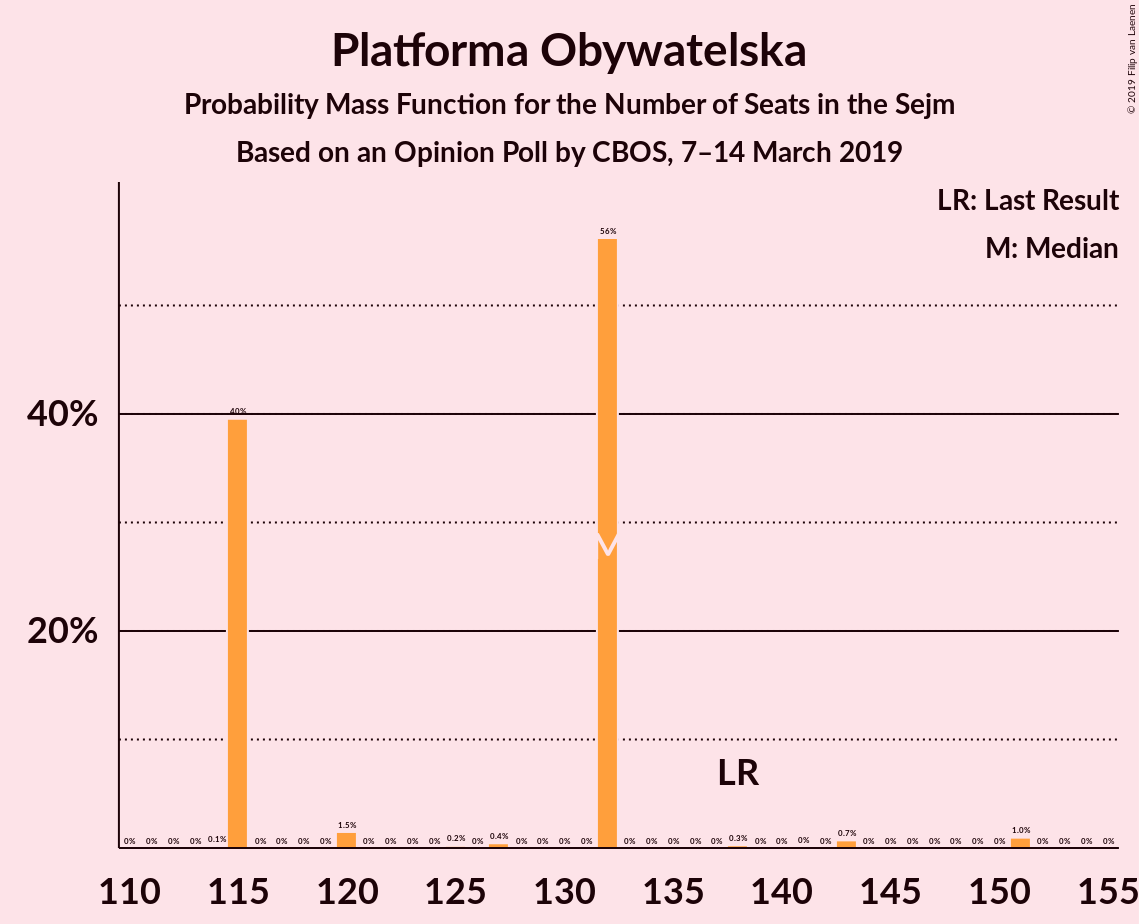 Platforma Obywatelska
Probability Mass Function for the Number of Seats in the Sejm
Based on an Opinion Poll by CBOS, 7–14 March 2019
© 2019 Filip van Laenen
LR: Last Result
M: Median
56%
40%
40%
M
20%
LR
0% 0% 0% 0% 0.1% 0% 0% 0% 0% 1.5% 0% 0% 0% 0% 0.2% 0% 0.4% 0% 0% 0% 0% 0% 0% 0% 0% 0% 0.3% 0% 0% 0% 0% 0.7% 0% 0% 0% 0% 0% 0% 0% 1.0% 0% 0% 0% 0%
110 115 120 125 130 135 140 145 150 155